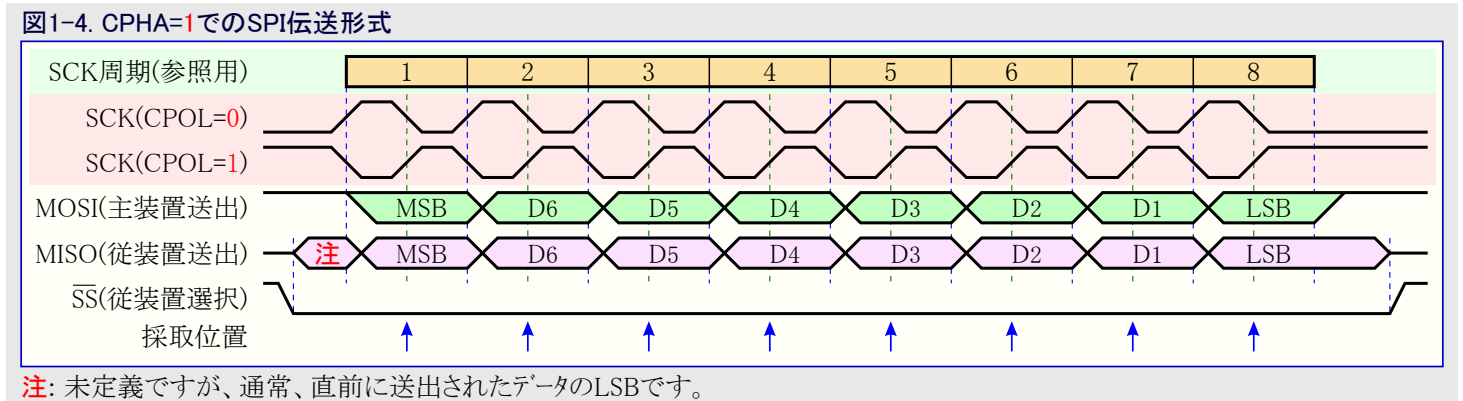 図1-4. CPHA=1でのSPI伝送形式
SCK周期(参照用) 1 2 3 4 5 6 7 8
SCK(CPOL=0)
SCK(CPOL=1)
MOSI(主装置送出) MSB D6 D5 D4 D3 D2 D1 LSB
MISO(従装置送出) 注 MSB D6 D5 D4 D3 D2 D1 LSB
S̅S̅(従装置選択)
採取位置
注: 未定義ですが、通常、直前に送出されたデータのLSBです。